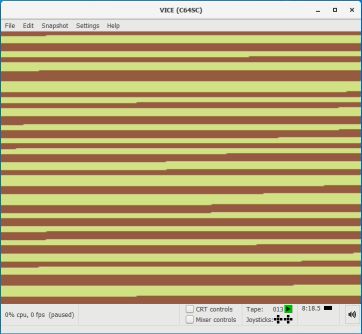 VICE (C64SC)
File Edit Snapshot Settings Help
CRT controls Tape: 013 8:18.5
0% cpu, 0 fps (paused)
Mixer controls Joysticks: